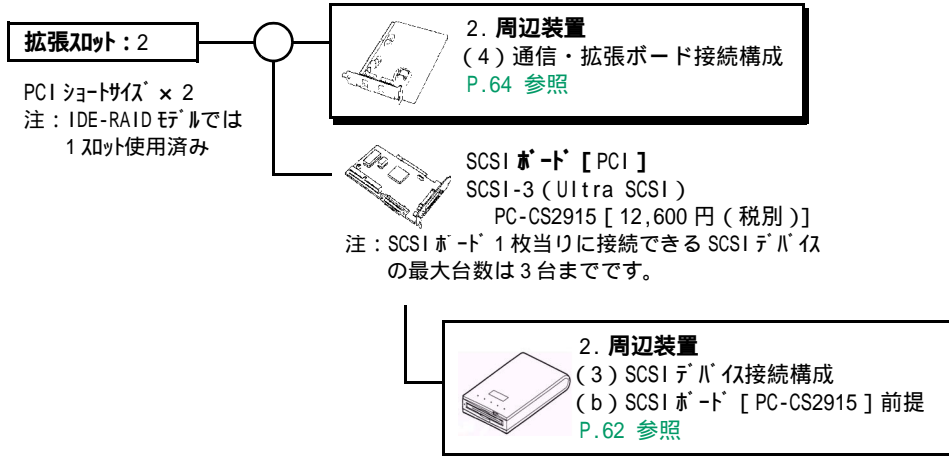 拡張ｽﾛｯﾄ：2
PCI ｼｮｰﾄｻｲｽﾞ × 2
注：IDE-RAID ﾓﾃﾞﾙでは
1 ｽﾛｯﾄ使用済み
2. 周辺装置
(4) 通信・拡張ボード接続構成
P.64 参照
SCSI ﾎﾞｰﾄﾞ [ PCI ]
SCSI-3 ( Ultra SCSI )
PC-CS2915 [ 12,600 円 ( 税別 )]
注：SCSI ﾎﾞｰﾄﾞ 1 枚当りに接続できる SCSI ﾃﾞﾊﾞｲｽ
の最大台数は 3 台までです。
2. 周辺装置
(3) SCSI ﾃﾞﾊﾞｲｽ接続構成
(b) SCSI ﾎﾞｰﾄﾞ [ PC-CS2915 ] 前提
P.62 参照